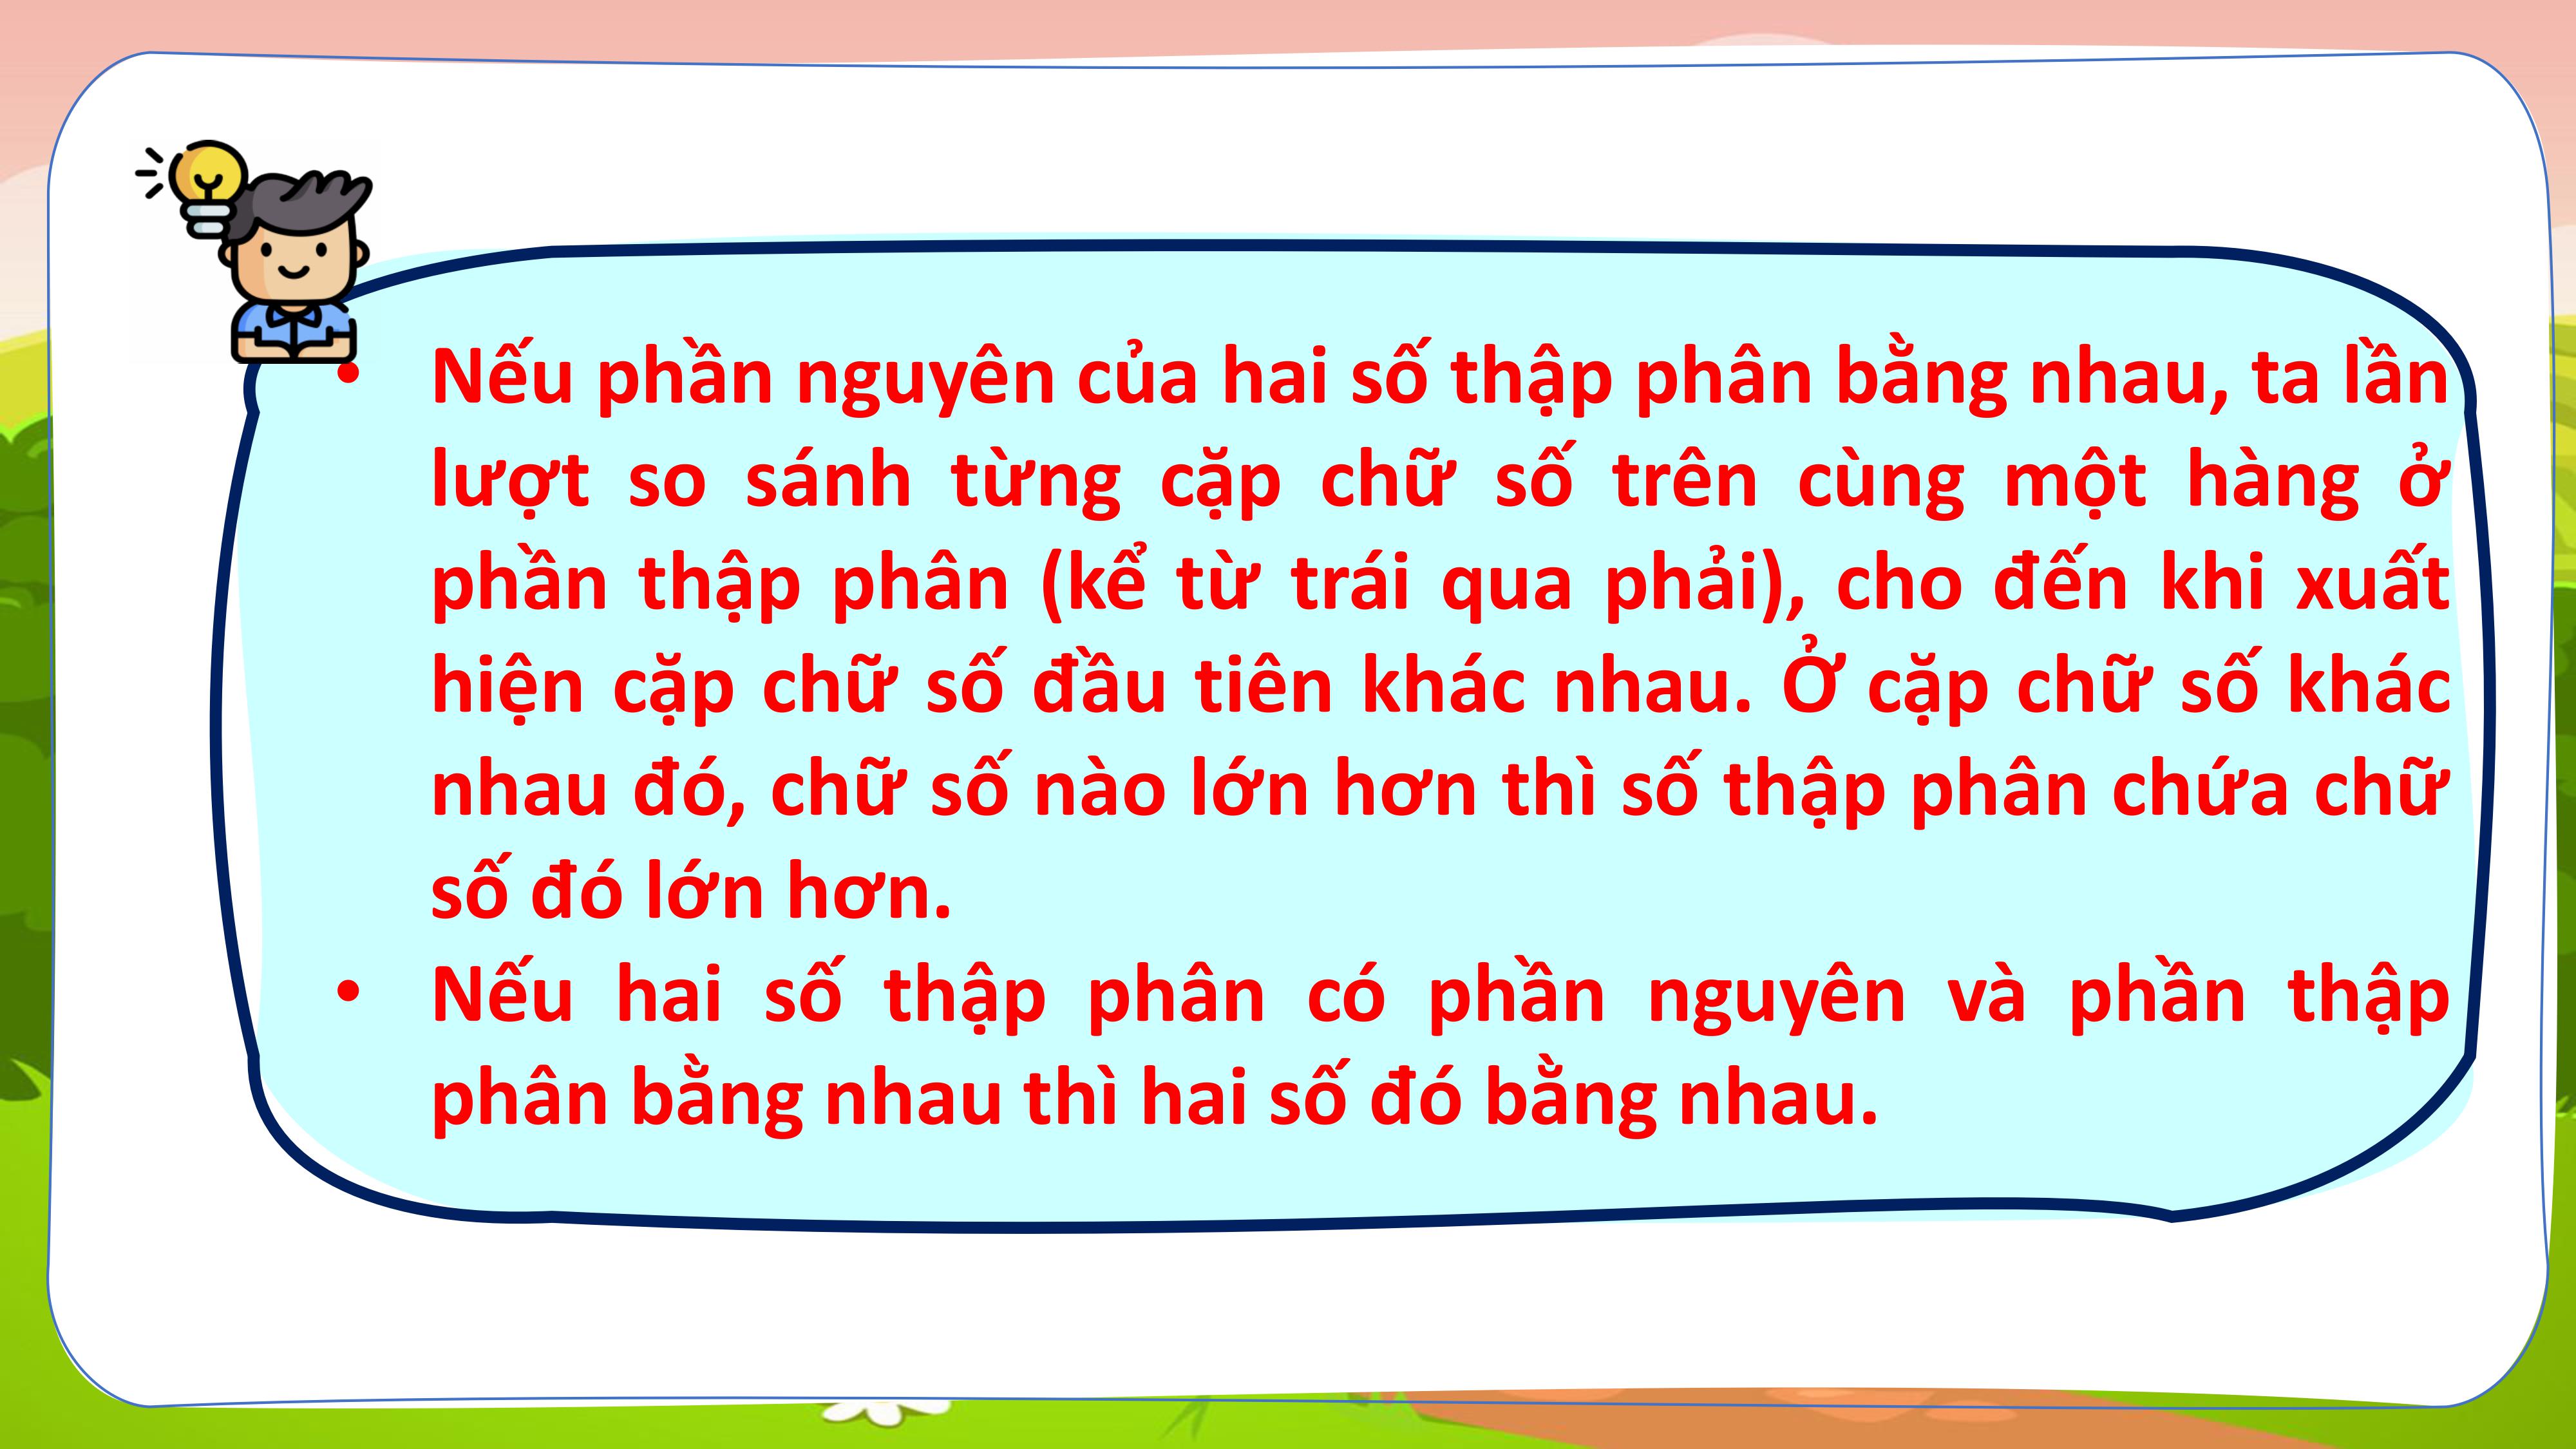 • Nếu phần nguyên của hai số thập phân bằng nhau, ta lần
lượt so sánh từng cặp chữ số trên cùng một hàng ở
phần thập phân (kể từ trái qua phải), cho đến khi xuất
hiện cặp chữ số đầu tiên khác nhau. Ở cặp chữ số khác
nhau đó, chữ số nào lớn hơn thì số thập phân chứa chữ
số đó lớn hơn.
• Nếu hai số thập phân có phần nguyên và phần thập
phân bằng nhau thì hai số đó bằng nhau.